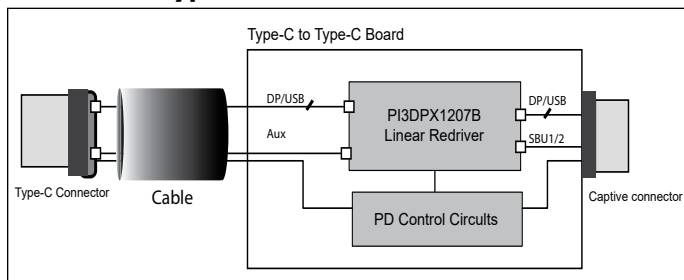 Type-C to Type-C Board
DP/USB
PI3DPX1207B
Linear Redriver
DP/USB
Aux
SBU1/2
Type-C Connector
Cable
PD Control Circuits
Captive connector